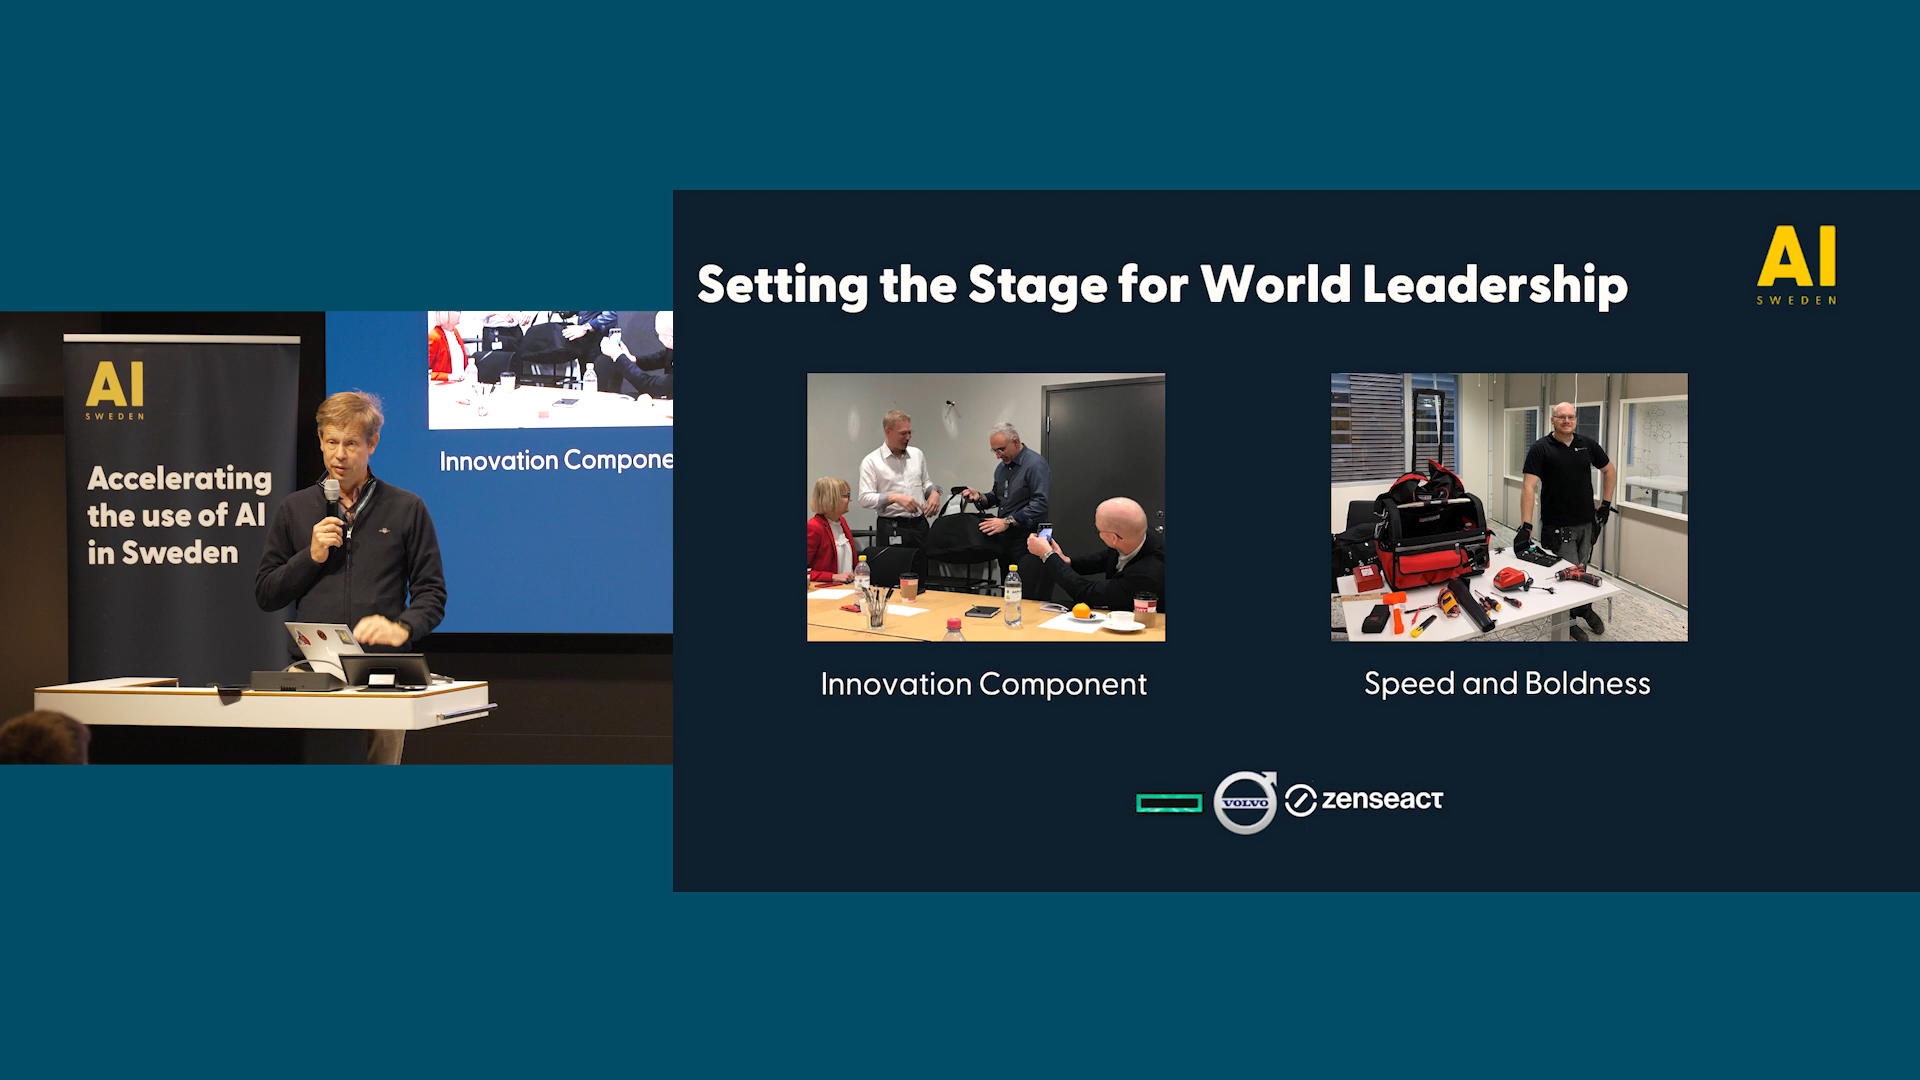 AI
SWEDEN
Accelerating
the use of AI
in Sweden
Innovation Compone
Setting the Stage for World Leadership
AI
SWEDEN
Innovation Component
Speed and Boldness
VOLVO
zenseact